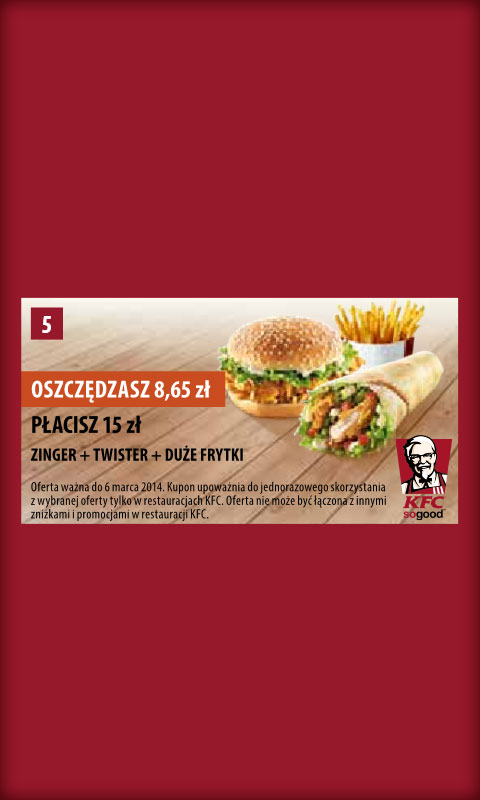 5
OSZCZĘDZASZ 8,65 zł
PŁACISZ 15 zł
ZINGER + TWISTER + DUŻE FRYTKI
Oferta ważna do 6 marca 2014. Kupon upoważnia do jednorazowego skorzystania
z wybranej oferty tylko w restauracjach KFC. Oferta nie może być łączona z innymi
zniżkami i promocjami w restauracji KFC.
KFC
sogood